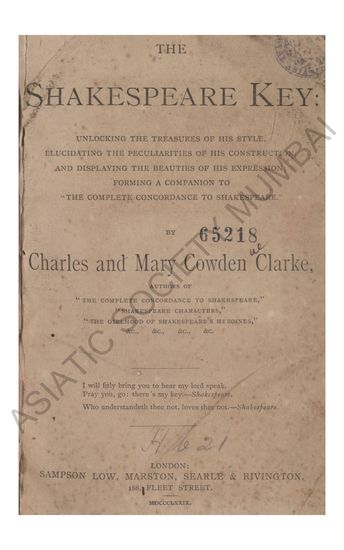 THE
SHAKESPEARE KEY:
UNLOCKING THE TREASURES OF HIS STYLE,
ELUCIDATING THE PECULIARITIES OF HIS CONSTRUCTION,
AND DISPLAYING THE BEAUTIES OF HIS EXPRESSION;
FORMING A COMPANION TO
"THE COMPLETE CONCORDANCE TO SHAKESPEARE."
BY
65218
Charles and Mary Cowden Clarke,
AUTHORS OF
"THE COMPLETE CONCORDANCE TO SHAKESPEARE,"
"SHAKESPEARE CHARACTERS,"
"THE GIRLHOOD OF SHAKESPEARE'S HEROINES,"
&c., &c., &c., &c.
I will fitly bring you to hear my lord speak.
Pray you, go: there's my key.—Shakespeare.
Who understandeth thee not, loves thee not.—Shakespeare.
H b 21
LONDON:
SAMPSON LOW, MARSTON, SEARLE & RIVINGTON,
188, FLEET STREET.
MDCCCLXXIX.
ASIATIC SOCIETY MUMBAI